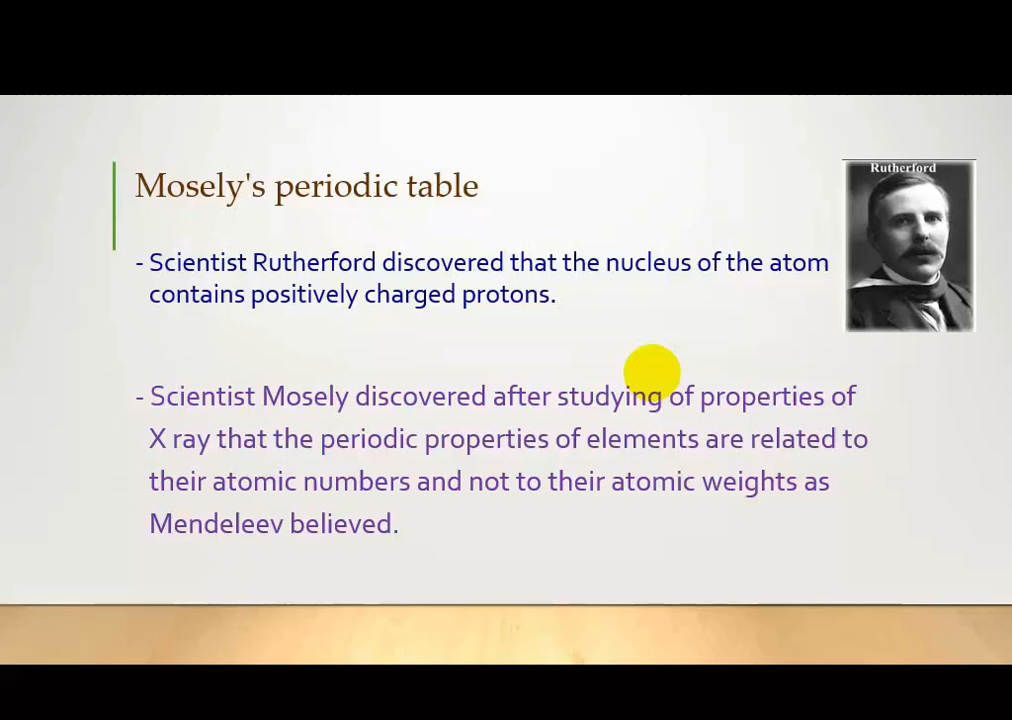 Mosely's periodic table
Rutherford
- Scientist Rutherford discovered that the nucleus of the atom
contains positively charged protons.
- Scientist Mosely discovered after studying of properties of
X ray that the periodic properties of elements are related to
their atomic numbers and not to their atomic weights as
Mendeleev believed.